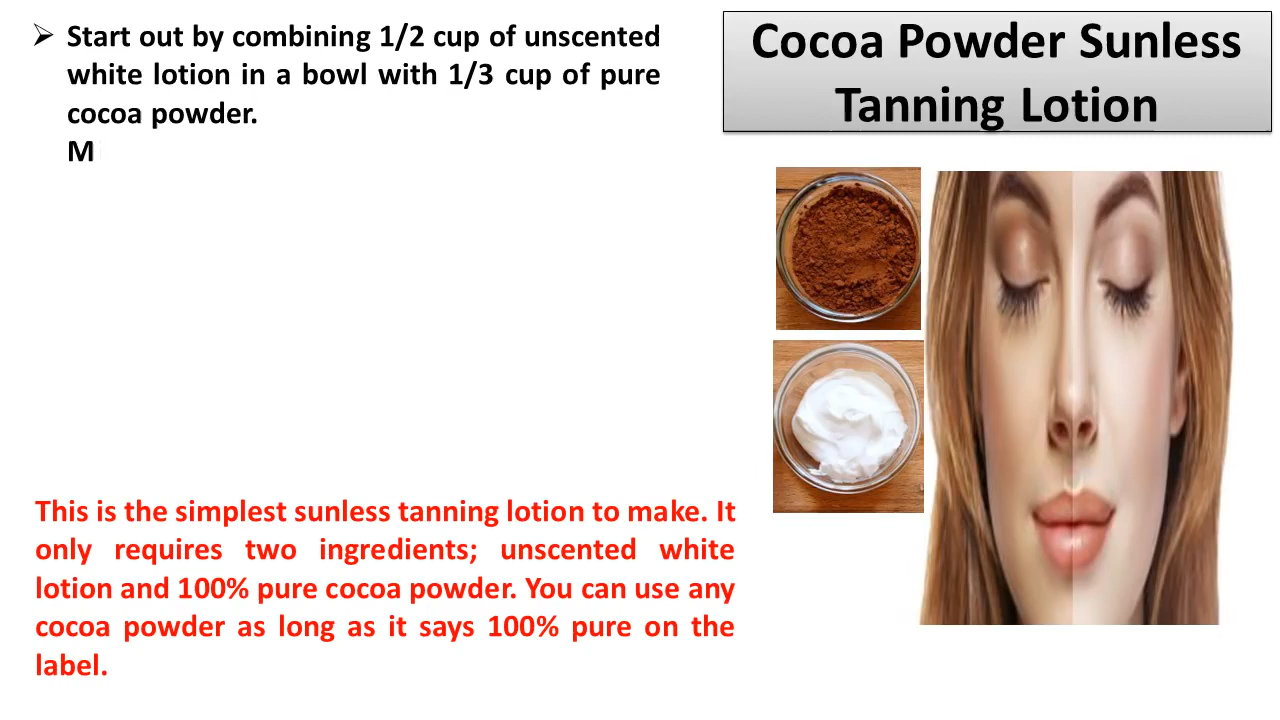 ➢ Start out by combining 1/2 cup of unscented
white lotion in a bowl with 1/3 cup of pure
cocoa powder.
M
Cocoa Powder Sunless
Tanning Lotion
This is the simplest sunless tanning lotion to make. It
only requires two ingredients; unscented white
lotion and 100% pure cocoa powder. You can use any
cocoa powder as long as it says 100% pure on the
label.